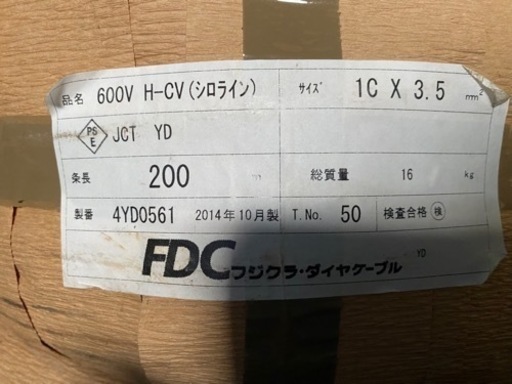 品名 600V H-CV(シロライン) サイズ 1C X 3.5 mm²
PS E JCT YD
条長 200 m 総質量 16 kg
製番 4YD0561 2014年10月製 T.No. 50 検査合格 検
FDC フジクラ・ダイヤケーブル YD